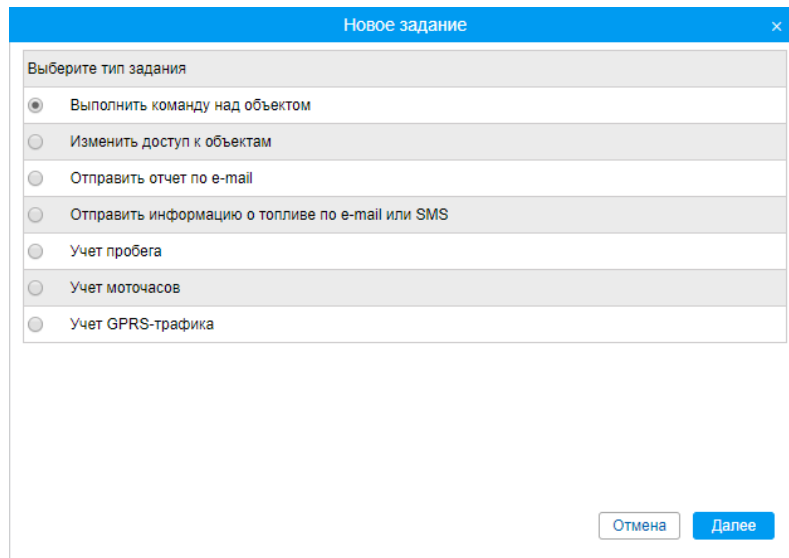 Новое задание
Выберите тип задания
Выполнить команду над объектом
Изменить доступ к объектам
Отправить отчет по e-mail
Отправить информацию о топливе по e-mail или SMS
Учет пробега
Учет моточасов
Учет GPRS-трафика
Отмена Далее